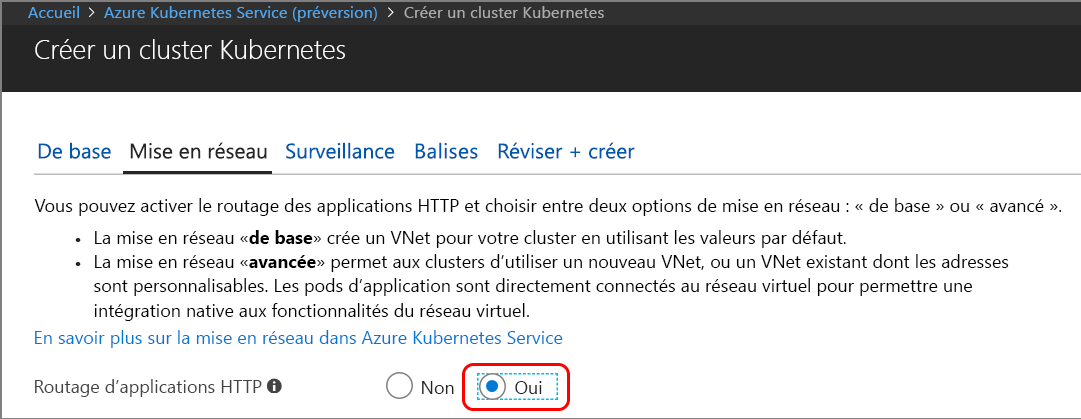 Accueil > Azure Kubernetes Service (préversion) > Créer un cluster Kubernetes
Créer un cluster Kubernetes
De base Mise en réseau Surveillance Balises Réviser + créer
Vous pouvez activer le routage des applications HTTP et choisir entre deux options de mise en réseau : « de base » ou « avancé ».
• La mise en réseau «de base» crée un VNet pour votre cluster en utilisant les valeurs par défaut.
• La mise en réseau «avancée» permet aux clusters d’utiliser un nouveau VNet, ou un VNet existant dont les adresses
sont personnalisables. Les pods d’application sont directement connectés au réseau virtuel pour permettre une
intégration native aux fonctionnalités du réseau virtuel.
En savoir plus sur la mise en réseau dans Azure Kubernetes Service
Routage d’applications HTTP Non Oui